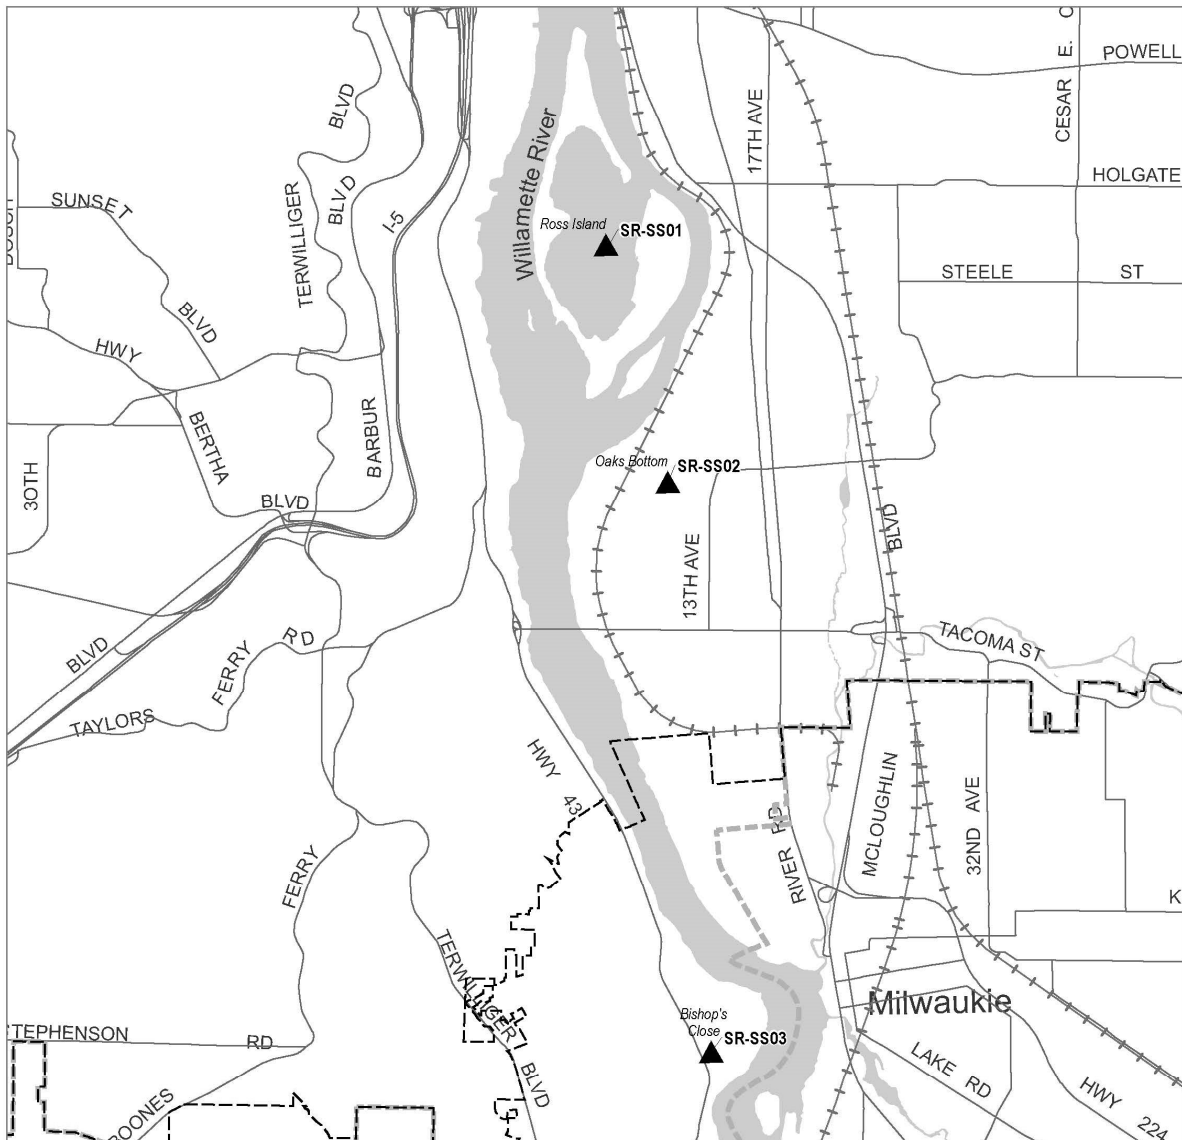 POWELL
CESAR E. C
17TH AVE
BLVD
TERWILLIGER
BLVD
I-5
Willamette River
HOLGATE
SUNSET
BLVD
Ross Island
SR-SS01
STEELE ST
HWY
BERTHA
BLVD
BARBUR
30TH
Oaks Bottom
SR-SS02
13TH AVE
BLVD
TACOMA ST
BLVD
FERRY RD
TAYLORS
HWY 43
RIVER RD
MCLOUGHLIN
32ND AVE
K
FERRY
TERWILLIGER
BLVD
Milwaukie
Bishop's
Close
SR-SS03
TEPHENSON RD
LAKE RD
HWY 224
BOONES